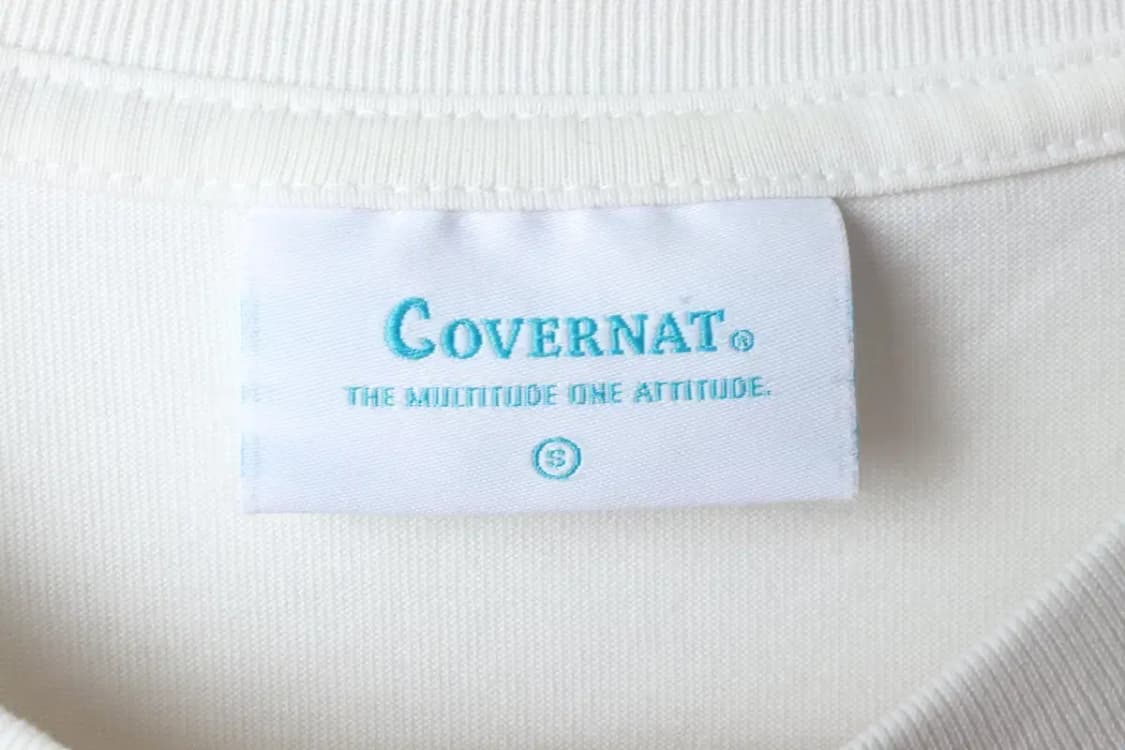 COVERNAT®
THE MULTITUDE ONE ATTITUDE.
S